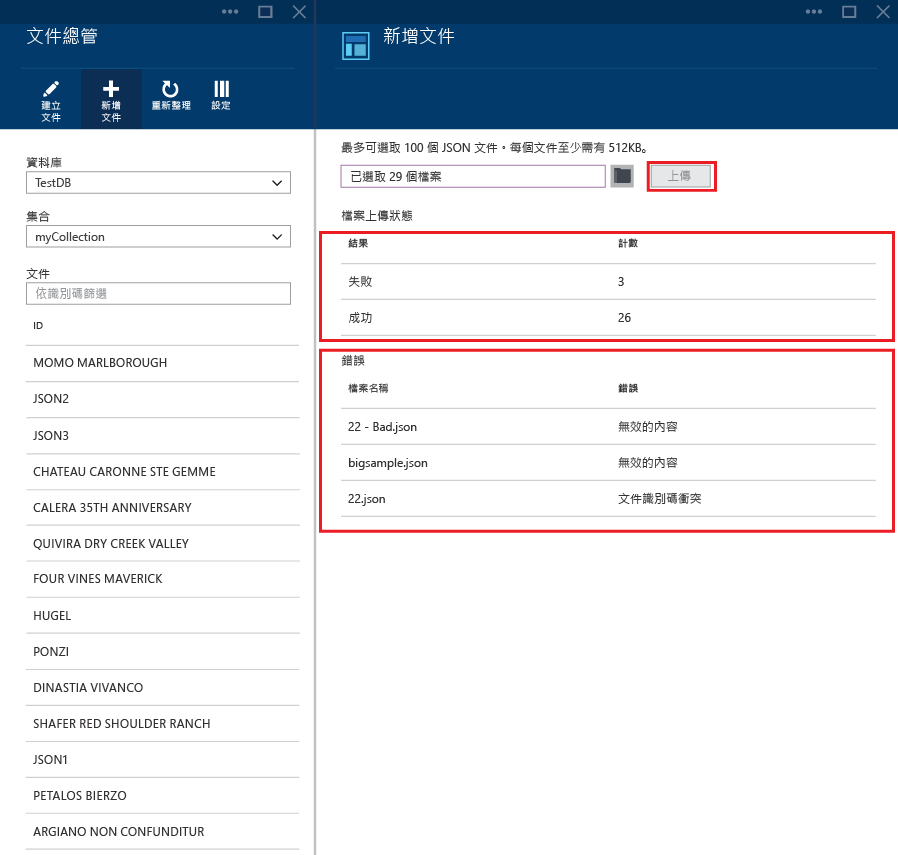 文件總管
建立
文件
新增
文件
重新整理
設定
資料庫
TestDB
集合
myCollection
文件
依識別碼篩選
ID
MOMO MARLBOROUGH
JSON2
JSON3
CHATEAU CARONNE STE GEMME
CALERA 35TH ANNIVERSARY
QUIVIRA DRY CREEK VALLEY
FOUR VINES MAVERICK
HUGEL
PONZI
DINASTIA VIVANCO
SHAFER RED SHOULDER RANCH
JSON1
PETALOS BIERZO
ARGIANO NON CONFUNDITUR
新增文件
最多可選取 100 個 JSON 文件。每個文件至少需有 512KB。
已選取 29 個檔案
上傳
檔案上傳狀態
結果 計數
失敗 3
成功 26
錯誤
檔案名稱 錯誤
22 - Bad.json 無效的內容
bigsample.json 無效的內容
22.json 文件識別碼衝突